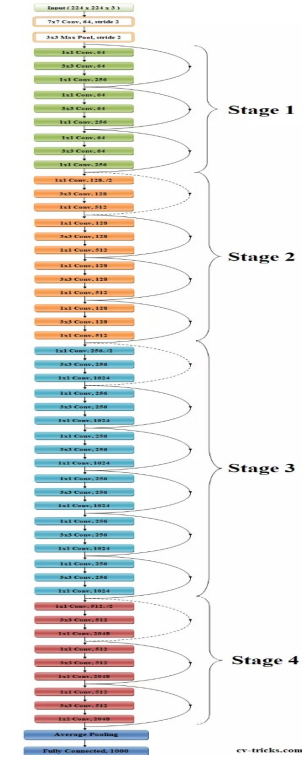 Input ( 224 x 224 x 3 )
7x7 Conv, 64, stride 2
3x3 Max Pool, stride 2
1x1 Conv, 64
3x3 Conv, 64
1x1 Conv, 256
1x1 Conv, 64
3x3 Conv, 64
1x1 Conv, 256
1x1 Conv, 64
3x3 Conv, 64
1x1 Conv, 256
Stage 1
1x1 Conv, 128, /2
3x3 Conv, 128
1x1 Conv, 512
1x1 Conv, 128
3x3 Conv, 128
1x1 Conv, 512
1x1 Conv, 128
3x3 Conv, 128
1x1 Conv, 512
1x1 Conv, 128
3x3 Conv, 128
1x1 Conv, 512
Stage 2
1x1 Conv, 256, /2
3x3 Conv, 256
1x1 Conv, 1024
1x1 Conv, 256
3x3 Conv, 256
1x1 Conv, 1024
1x1 Conv, 256
3x3 Conv, 256
1x1 Conv, 1024
1x1 Conv, 256
3x3 Conv, 256
1x1 Conv, 1024
1x1 Conv, 256
3x3 Conv, 256
1x1 Conv, 1024
1x1 Conv, 256
3x3 Conv, 256
1x1 Conv, 1024
Stage 3
1x1 Conv, 512, /2
3x3 Conv, 512
1x1 Conv, 2048
1x1 Conv, 512
3x3 Conv, 512
1x1 Conv, 2048
1x1 Conv, 512
3x3 Conv, 512
1x1 Conv, 2048
Stage 4
Average Pooling
Fully Connected, 1000
cv-tricks.com